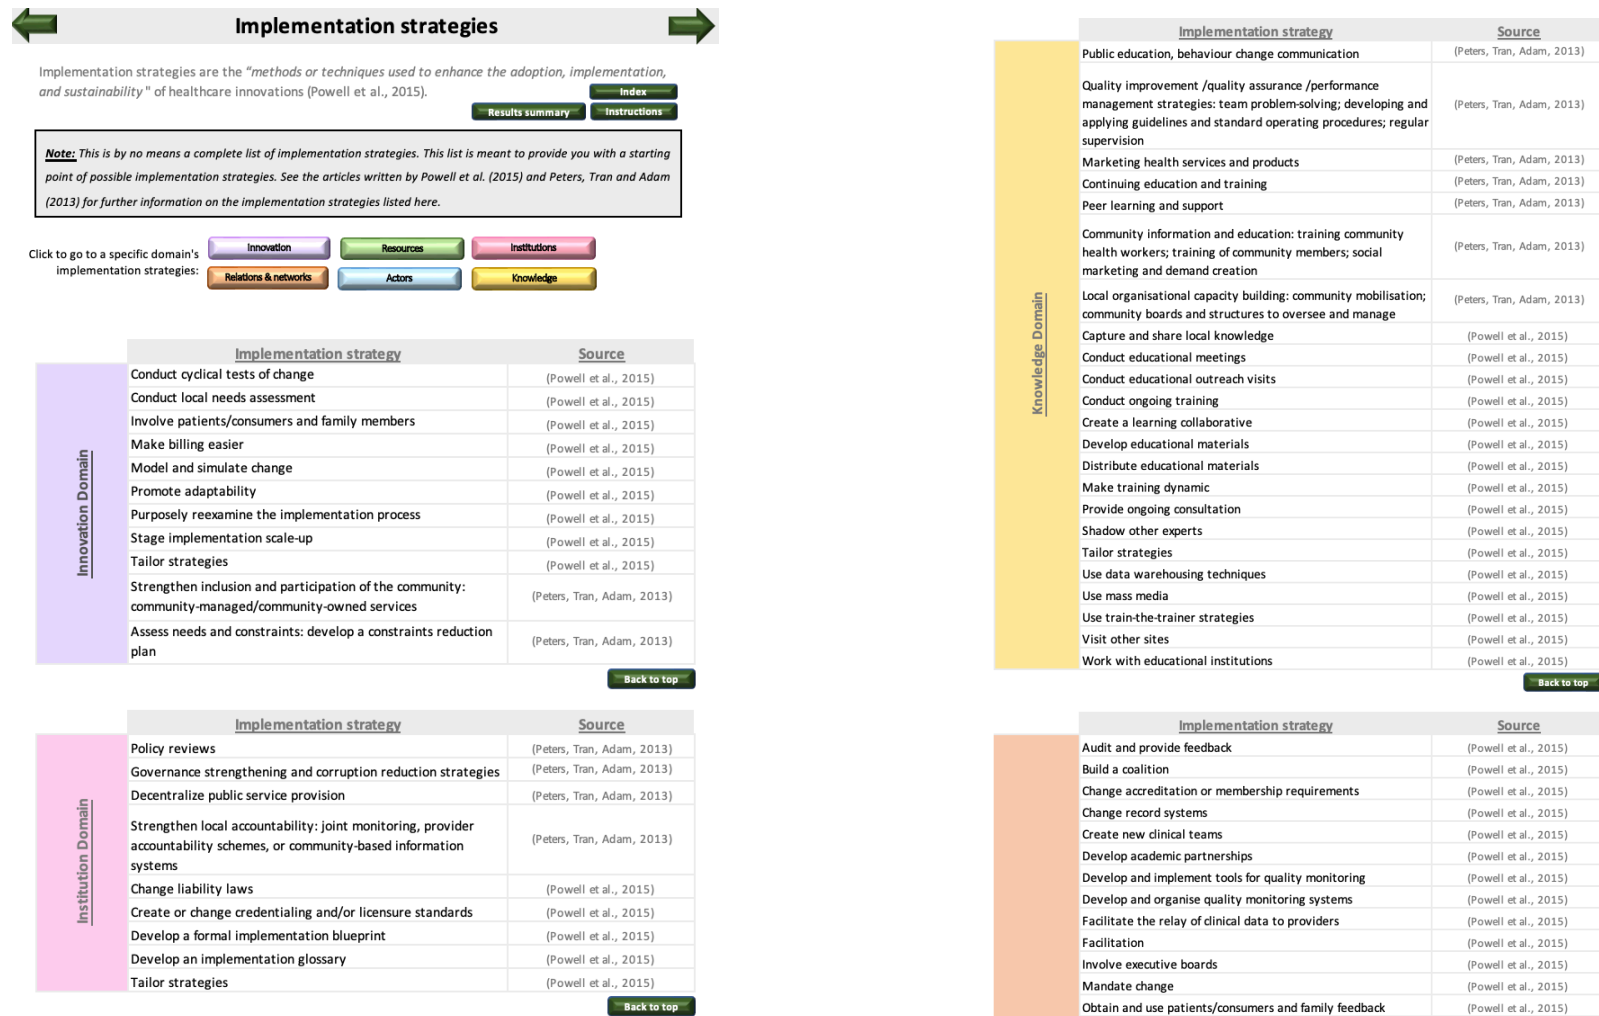 Implementation strategies
Implementation strategies are the "methods or techniques used to enhance the adoption, implementation,
and sustainability " of healthcare innovations (Powell et al., 2015).
Index
Results summary
Instructions
Note: This is by no means a complete list of implementation strategies. This list is meant to provide you with a starting
point of possible implementation strategies. See the articles written by Powell et al. (2015) and Peters, Tran and Adam
(2013) for further information on the implementation strategies listed here.
Click to go to a specific domain's
implementation strategies:
Innovation
Resources
Institutions
Relations & networks
Actors
Knowledge
Implementation strategy Source
Innovation Domain
Conduct cyclical tests of change (Powell et al., 2015)
Conduct local needs assessment (Powell et al., 2015)
Involve patients/consumers and family members (Powell et al., 2015)
Make billing easier (Powell et al., 2015)
Model and simulate change (Powell et al., 2015)
Promote adaptability (Powell et al., 2015)
Purposely reexamine the implementation process (Powell et al., 2015)
Stage implementation scale-up (Powell et al., 2015)
Tailor strategies (Powell et al., 2015)
Strengthen inclusion and participation of the community:
community-managed/community-owned services
(Peters, Tran, Adam, 2013)
Assess needs and constraints: develop a constraints reduction
plan
(Peters, Tran, Adam, 2013)
Back to top
Implementation strategy Source
Institution Domain
Policy reviews (Peters, Tran, Adam, 2013)
Governance strengthening and corruption reduction strategies (Peters, Tran, Adam, 2013)
Decentralize public service provision (Peters, Tran, Adam, 2013)
Strengthen local accountability: joint monitoring, provider
accountability schemes, or community-based information
systems
(Peters, Tran, Adam, 2013)
Change liability laws (Powell et al., 2015)
Create or change credentialing and/or licensure standards (Powell et al., 2015)
Develop a formal implementation blueprint (Powell et al., 2015)
Develop an implementation glossary (Powell et al., 2015)
Tailor strategies (Powell et al., 2015)
Back to top
Implementation strategy Source
Knowledge Domain
Public education, behaviour change communication (Peters, Tran, Adam, 2013)
Quality improvement /quality assurance /performance
management strategies: team problem-solving; developing and
applying guidelines and standard operating procedures; regular
supervision
(Peters, Tran, Adam, 2013)
Marketing health services and products (Peters, Tran, Adam, 2013)
Continuing education and training (Peters, Tran, Adam, 2013)
Peer learning and support (Peters, Tran, Adam, 2013)
Community information and education: training community
health workers; training of community members; social
marketing and demand creation
(Peters, Tran, Adam, 2013)
Local organisational capacity building: community mobilisation;
community boards and structures to oversee and manage
(Peters, Tran, Adam, 2013)
Capture and share local knowledge (Powell et al., 2015)
Conduct educational meetings (Powell et al., 2015)
Conduct educational outreach visits (Powell et al., 2015)
Conduct ongoing training (Powell et al., 2015)
Create a learning collaborative (Powell et al., 2015)
Develop educational materials (Powell et al., 2015)
Distribute educational materials (Powell et al., 2015)
Make training dynamic (Powell et al., 2015)
Provide ongoing consultation (Powell et al., 2015)
Shadow other experts (Powell et al., 2015)
Tailor strategies (Powell et al., 2015)
Use data warehousing techniques (Powell et al., 2015)
Use mass media (Powell et al., 2015)
Use train-the-trainer strategies (Powell et al., 2015)
Visit other sites (Powell et al., 2015)
Work with educational institutions (Powell et al., 2015)
Back to top
Implementation strategy Source
Audit and provide feedback (Powell et al., 2015)
Build a coalition (Powell et al., 2015)
Change accreditation or membership requirements (Powell et al., 2015)
Change record systems (Powell et al., 2015)
Create new clinical teams (Powell et al., 2015)
Develop academic partnerships (Powell et al., 2015)
Develop and implement tools for quality monitoring (Powell et al., 2015)
Develop and organise quality monitoring systems (Powell et al., 2015)
Facilitate the relay of clinical data to providers (Powell et al., 2015)
Facilitation (Powell et al., 2015)
Involve executive boards (Powell et al., 2015)
Mandate change (Powell et al., 2015)
Obtain and use patients/consumers and family feedback (Powell et al., 2015)